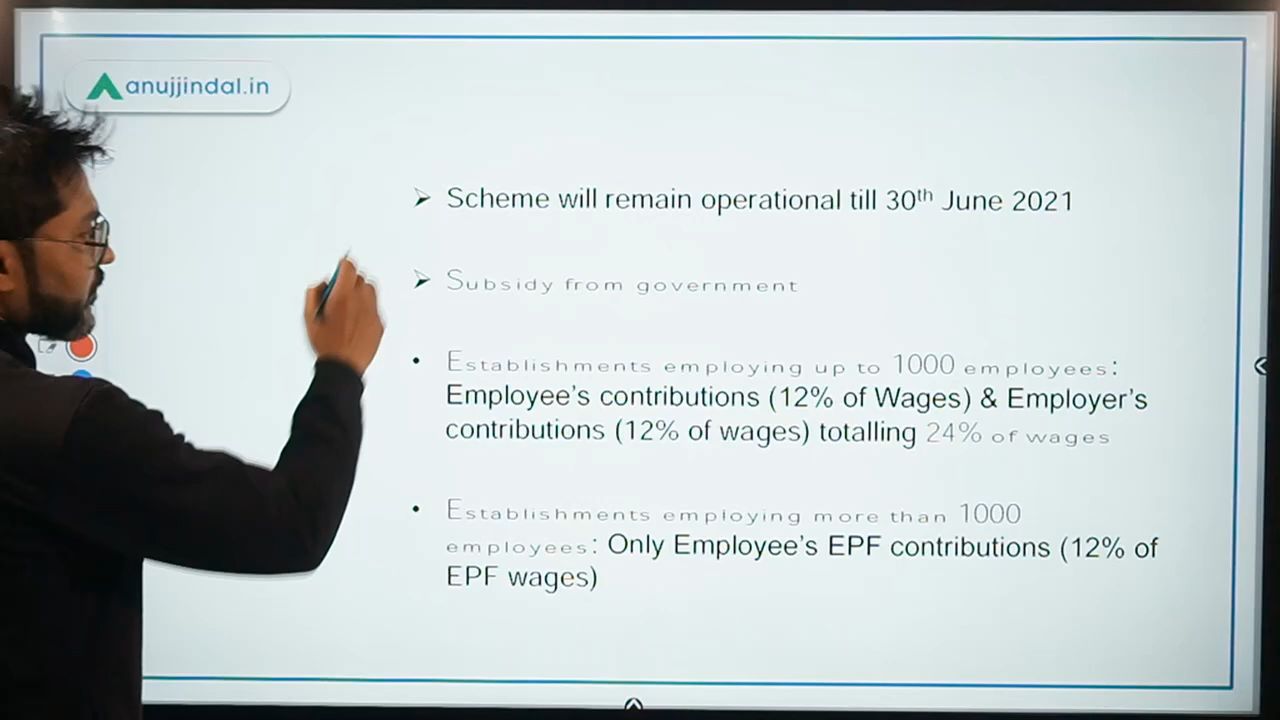 anujjindal.in
➢ Scheme will remain operational till 30th June 2021
➢ Subsidy from government
• Establishments employing up to 1000 employees:
Employee's contributions (12% of Wages) & Employer's
contributions (12% of wages) totalling 24% of wages
• Establishments employing more than 1000
employees: Only Employee's EPF contributions (12% of
EPF wages)